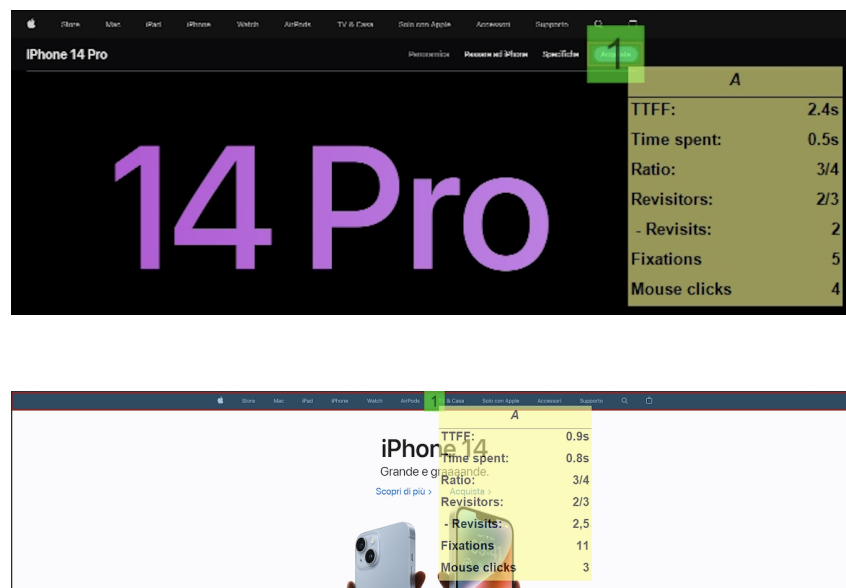 Store Mac iPad iPhone Watch AirPods TV & Casa Solo con Apple Accessori Supporto
iPhone 14 Pro Panoramica Passare ad iPhone Specifiche Acquista
1
14 Pro
A
TTFF: 2.4s
Time spent: 0.5s
Ratio: 3/4
Revisitors: 2/3
- Revisits: 2
Fixations 5
Mouse clicks 4
Store Mac iPad iPhone Watch AirPods 1 TV & Casa Solo con Apple Accessori Supporto
A
iPhone 14
Grande e graaaande.
Scopri di più > Acquista >
TTFF: 0.9s
Time spent: 0.8s
Ratio: 3/4
Revisitors: 2/3
- Revisits: 2,5
Fixations 11
Mouse clicks 3